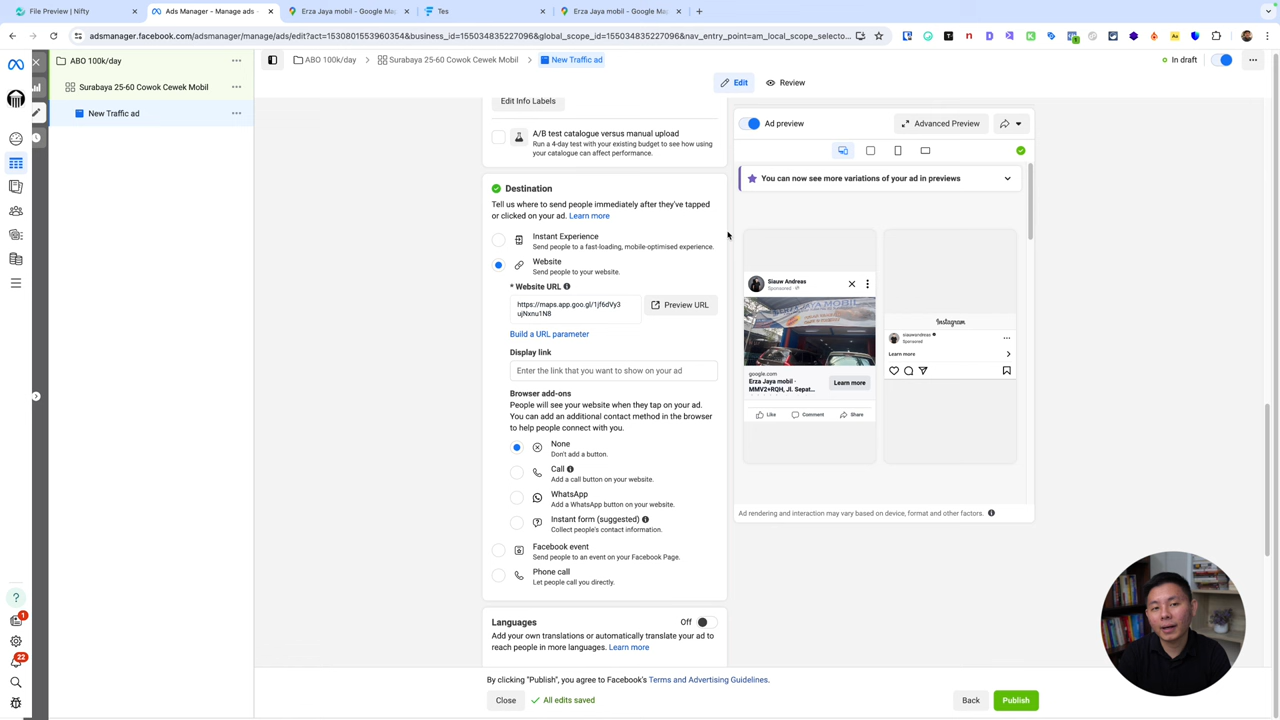 File Preview | Nifty
Ads Manager - Manage ads -
Erza Jaya mobil - Google Ma
Tes
Erza Jaya mobil - Google Ma
adsmanager.facebook.com/adsmanager/manage/ads/edit?act=1530801553960354&business_id=155034835227096&global_scope_id=155034835227096&nav_entry_point=am_local_scope_selecto...
ABO 100k/day
Surabaya 25-60 Cowok Cewek Mobil
New Traffic ad
ABO 100k/day
Surabaya 25-60 Cowok Cewek Mobil
New Traffic ad
In draft
Edit
Review
Edit Info Labels
A/B test catalogue versus manual upload
Run a 4-day test with your existing budget to see how using
your catalogue can affect performance.
Destination
Tell us where to send people immediately after they've tapped
or clicked on your ad. Learn more
Instant Experience
Send people to a fast-loading, mobile-optimised experience.
Website
Send people to your website.
* Website URL
https://maps.app.goo.gl/1jf6dVy3
ujNxnu1N8
Preview URL
Build a URL parameter
Display link
Enter the link that you want to show on your ad
Browser add-ons
People will see your website when they tap on your ad.
You can add an additional contact method in the browser
to help people connect with you.
None
Don't add a button.
Call
Add a call button on your website.
WhatsApp
Add a WhatsApp button on your website.
Instant form (suggested)
Collect people's contact information.
Facebook event
Send people to an event on your Facebook Page.
Phone call
Let people call you directly.
Languages
Off
Add your own translations or automatically translate your ad to
reach people in more languages. Learn more
Ad preview
Advanced Preview
You can now see more variations of your ad in previews
Siauw Andreas
Sponsored
google.com
Erza Jaya mobil ·
MMV2+RQH, Jl. Sepat...
Learn more
Like
Comment
Share
Instagram
siauwandreas
Sponsored
Learn more
Ad rendering and interaction may vary based on device, format and other factors.
By clicking "Publish", you agree to Facebook's Terms and Advertising Guidelines.
Close
All edits saved
Back
Publish
1
22